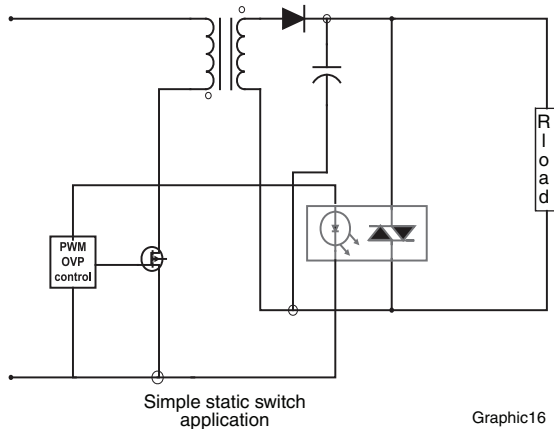 R
l
o
a
d
PWM
OVP
control
Simple static switch
application
Graphic16